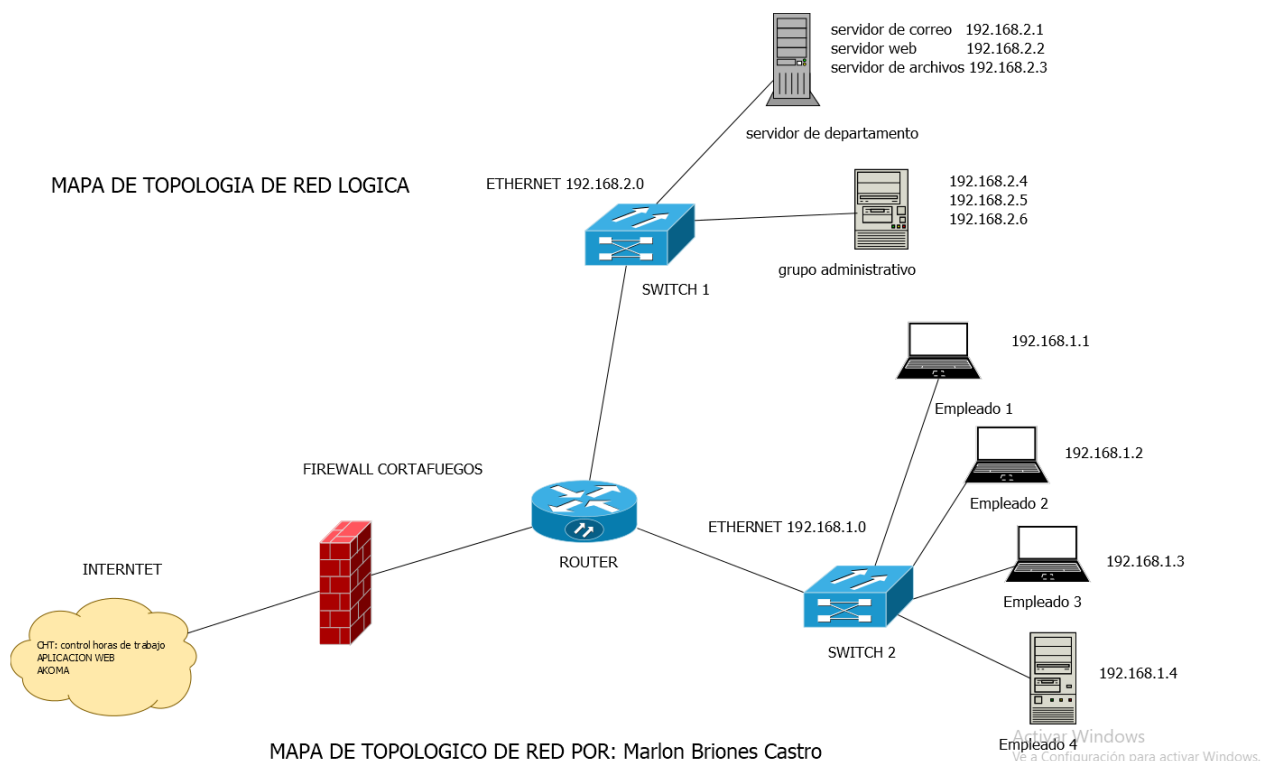 servidor de correo 192.168.2.1
servidor web 192.168.2.2
servidor de archivos 192.168.2.3
servidor de departamento
MAPA DE TOPOLOGIA DE RED LOGICA
ETHERNET 192.168.2.0
192.168.2.4
192.168.2.5
192.168.2.6
grupo administrativo
SWITCH 1
192.168.1.1
Empleado 1
192.168.1.2
Empleado 2
FIREWALL CORTAFUEGOS
ETHERNET 192.168.1.0
ROUTER
192.168.1.3
Empleado 3
INTERNTET
CHT: control horas de trabajo
APLICACION WEB
AKOMA
SWITCH 2
192.168.1.4
Empleado 4
MAPA DE TOPOLOGICO DE RED POR: Marlon Briones Castro
Activar Windows
Ve a Configuración para activar Windows.